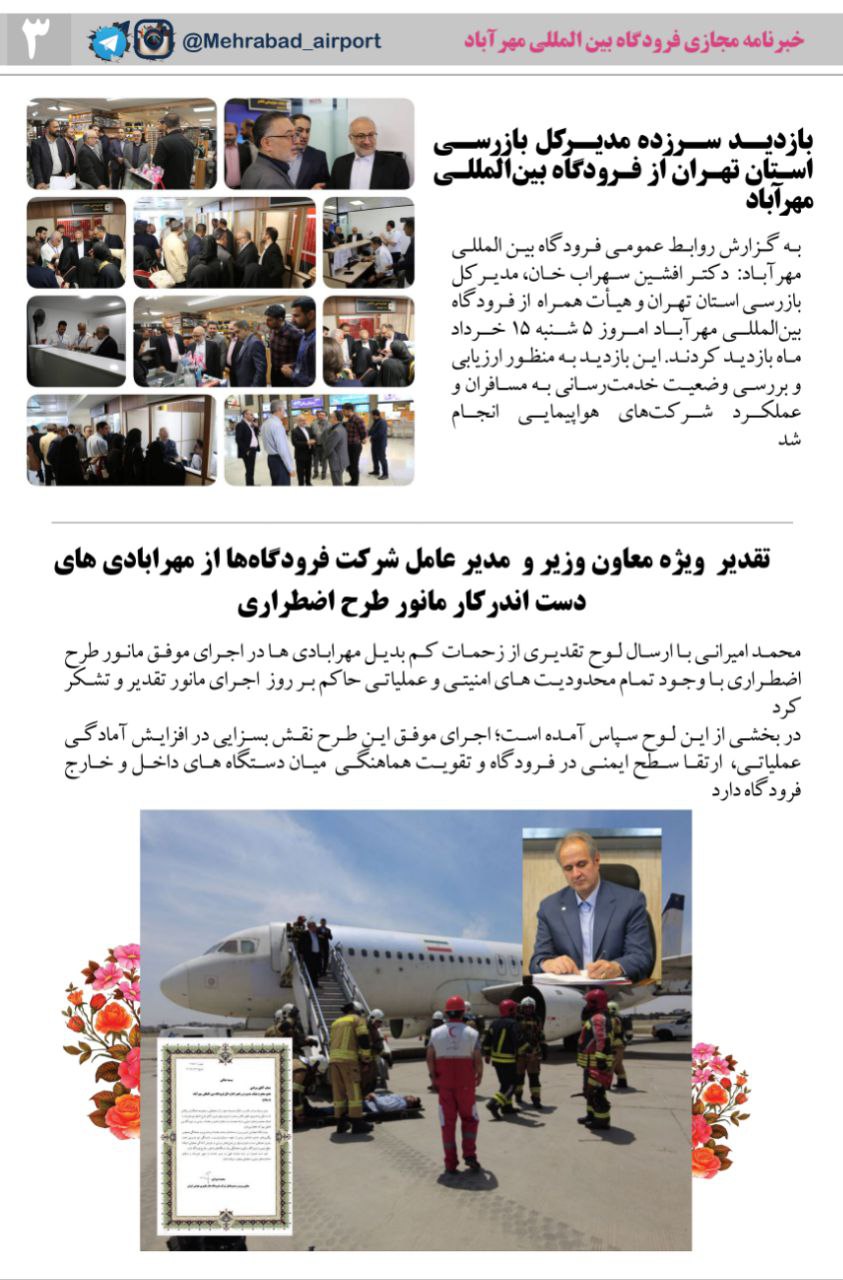 خبرنامه مجازی فرودگاه بین المللی مهرآباد
@Mehrabad_airport
۳
بازدید سرزده مدیرکل بازرسی
استان تهران از فرودگاه بین‌المللی
مهرآباد
به گزارش روابط عمومی فرودگاه بین المللی
مهرآباد: دکتر افشین سهراب خان، مدیرکل
بازرسی استان تهران و هیأت همراه از فرودگاه
بین‌المللی مهرآباد امروز ۵ شنبه ۱۵ خرداد
ماه بازدید کردند. این بازدید به منظور ارزیابی
و بررسی وضعیت خدمت‌رسانی به مسافران و
عملکرد شرکت‌های هواپیمایی انجام
شد
تقدیر ویژه معاون وزیر و مدیر عامل شرکت فرودگاه‌ها از مهرابادی های
دست اندرکار مانور طرح اضطراری
محمد امیرانی با ارسال لوح تقدیری از زحمات کم بدیل مهرابادی ها در اجرای موفق مانور طرح
اضطراری با وجود تمام محدودیت های امنیتی و عملیاتی حاکم بر روز اجرای مانور تقدیر و تشکر
کرد
در بخشی از این لوح سپاس آمده است؛ اجرای موفق این طرح نقش بسزایی در افزایش آمادگی
عملیاتی، ارتقا سطح ایمنی در فرودگاه و تقویت هماهنگی میان دستگاه های داخل و خارج
فرودگاه دارد